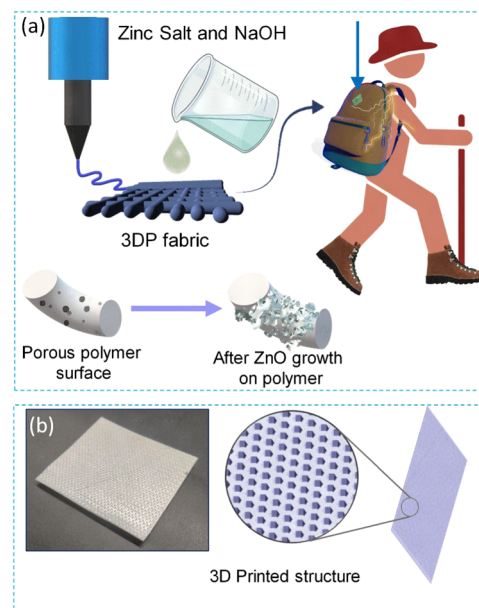 (a)
Zinc Salt and NaOH
3DP fabric
Porous polymer
surface
After ZnO growth
on polymer
(b)
3D Printed structure